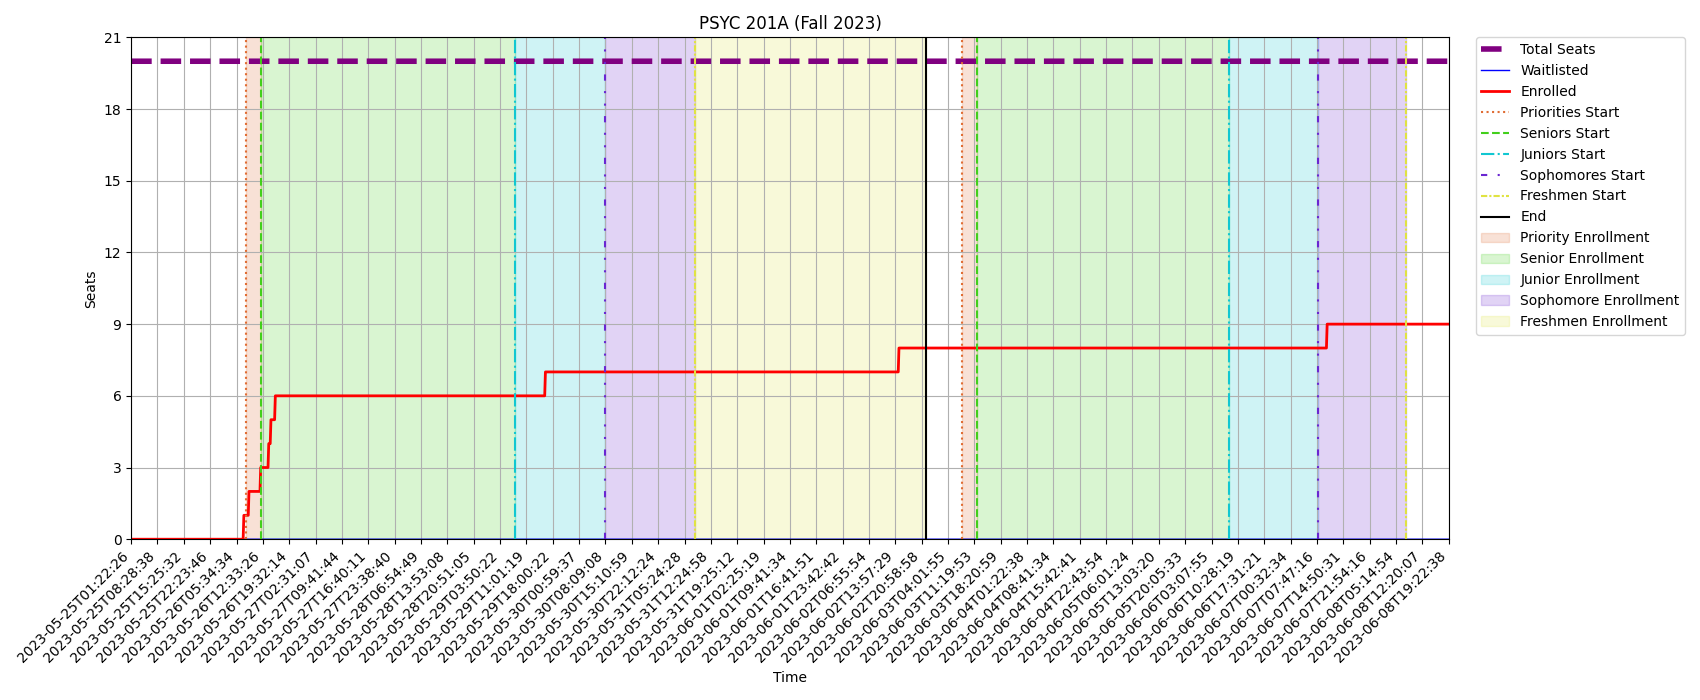 PSYC 201A (Fall 2023)
21
18
15
12
9
6
3
0
Seats
2023-05-25T01:22:26
2023-05-25T08:28:38
2023-05-25T15:25:32
2023-05-25T22:23:46
2023-05-26T05:34:34
2023-05-26T12:33:26
2023-05-26T19:32:14
2023-05-27T02:31:07
2023-05-27T09:41:44
2023-05-27T16:40:11
2023-05-27T23:38:40
2023-05-28T06:54:49
2023-05-28T13:53:08
2023-05-28T20:51:05
2023-05-29T03:50:22
2023-05-29T11:01:19
2023-05-29T18:00:22
2023-05-30T00:59:37
2023-05-30T08:09:08
2023-05-30T15:10:59
2023-05-30T22:12:24
2023-05-31T05:24:28
2023-05-31T12:24:58
2023-05-31T19:25:12
2023-06-01T02:25:19
2023-06-01T09:41:34
2023-06-01T16:41:51
2023-06-01T23:42:42
2023-06-02T06:55:54
2023-06-02T13:57:29
2023-06-02T20:58:58
2023-06-03T04:01:55
2023-06-03T11:19:53
2023-06-03T18:20:59
2023-06-04T01:22:38
2023-06-04T08:41:34
2023-06-04T15:42:41
2023-06-04T22:43:54
2023-06-05T06:01:24
2023-06-05T13:03:20
2023-06-05T20:05:33
2023-06-06T03:07:55
2023-06-06T10:28:19
2023-06-06T17:31:21
2023-06-07T00:32:34
2023-06-07T07:47:16
2023-06-07T14:50:31
2023-06-07T21:54:16
2023-06-08T05:14:54
2023-06-08T12:20:07
2023-06-08T19:22:38
Time
Total Seats
Waitlisted
Enrolled
Priorities Start
Seniors Start
Juniors Start
Sophomores Start
Freshmen Start
End
Priority Enrollment
Senior Enrollment
Junior Enrollment
Sophomore Enrollment
Freshmen Enrollment